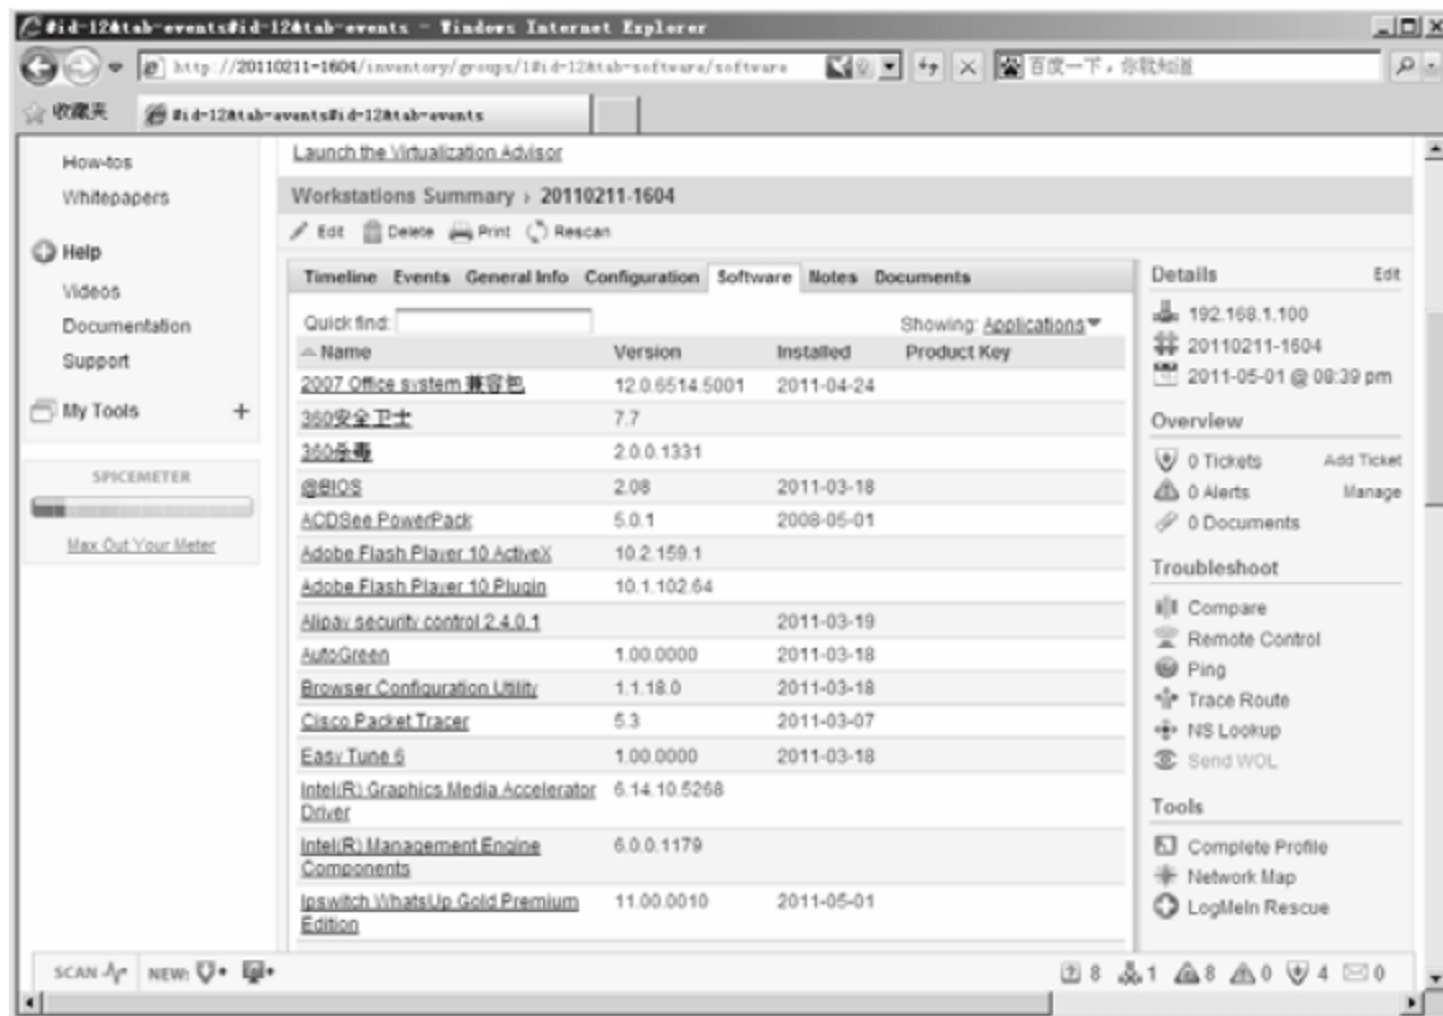 #id-12&tab-events#id-12&tab-events - Windows Internet Explorer
http://20110211-1604/inventory/groups/1#id-12&tab-software/software
百度一下，你就知道
收藏夹 #id-12&tab-events#id-12&tab-events
How-tos
Whitepapers
Help
Videos
Documentation
Support
My Tools +
SPICEMETER
Max Out Your Meter
Launch the Virtualization Advisor
Workstations Summary › 20110211-1604
Edit Delete Print Rescan
Timeline Events General Info Configuration Software Notes Documents
Quick find: Showing: Applications
Name Version Installed Product Key
2007 Office system 兼容包 12.0.6514.5001 2011-04-24
360安全卫士 7.7
360杀毒 2.0.0.1331
@BIOS 2.08 2011-03-18
ACDSee PowerPack 5.0.1 2008-05-01
Adobe Flash Player 10 ActiveX 10.2.159.1
Adobe Flash Player 10 Plugin 10.1.102.64
Alipay security control 2.4.0.1 2011-03-19
AutoGreen 1.00.0000 2011-03-18
Browser Configuration Utility 1.1.18.0 2011-03-18
Cisco Packet Tracer 5.3 2011-03-07
Easy Tune 6 1.00.0000 2011-03-18
Intel(R) Graphics Media Accelerator 6.14.10.5268
Driver
Intel(R) Management Engine 6.0.0.1179
Components
Ipswitch WhatsUp Gold Premium 11.00.0010 2011-05-01
Edition
Details Edit
192.168.1.100
20110211-1604
2011-05-01 @ 08:39 pm
Overview
0 Tickets Add Ticket
0 Alerts Manage
0 Documents
Troubleshoot
Compare
Remote Control
Ping
Trace Route
NS Lookup
Send WOL
Tools
Complete Profile
Network Map
LogMeIn Rescue
SCAN NEW: 8 1 8 0 4 0